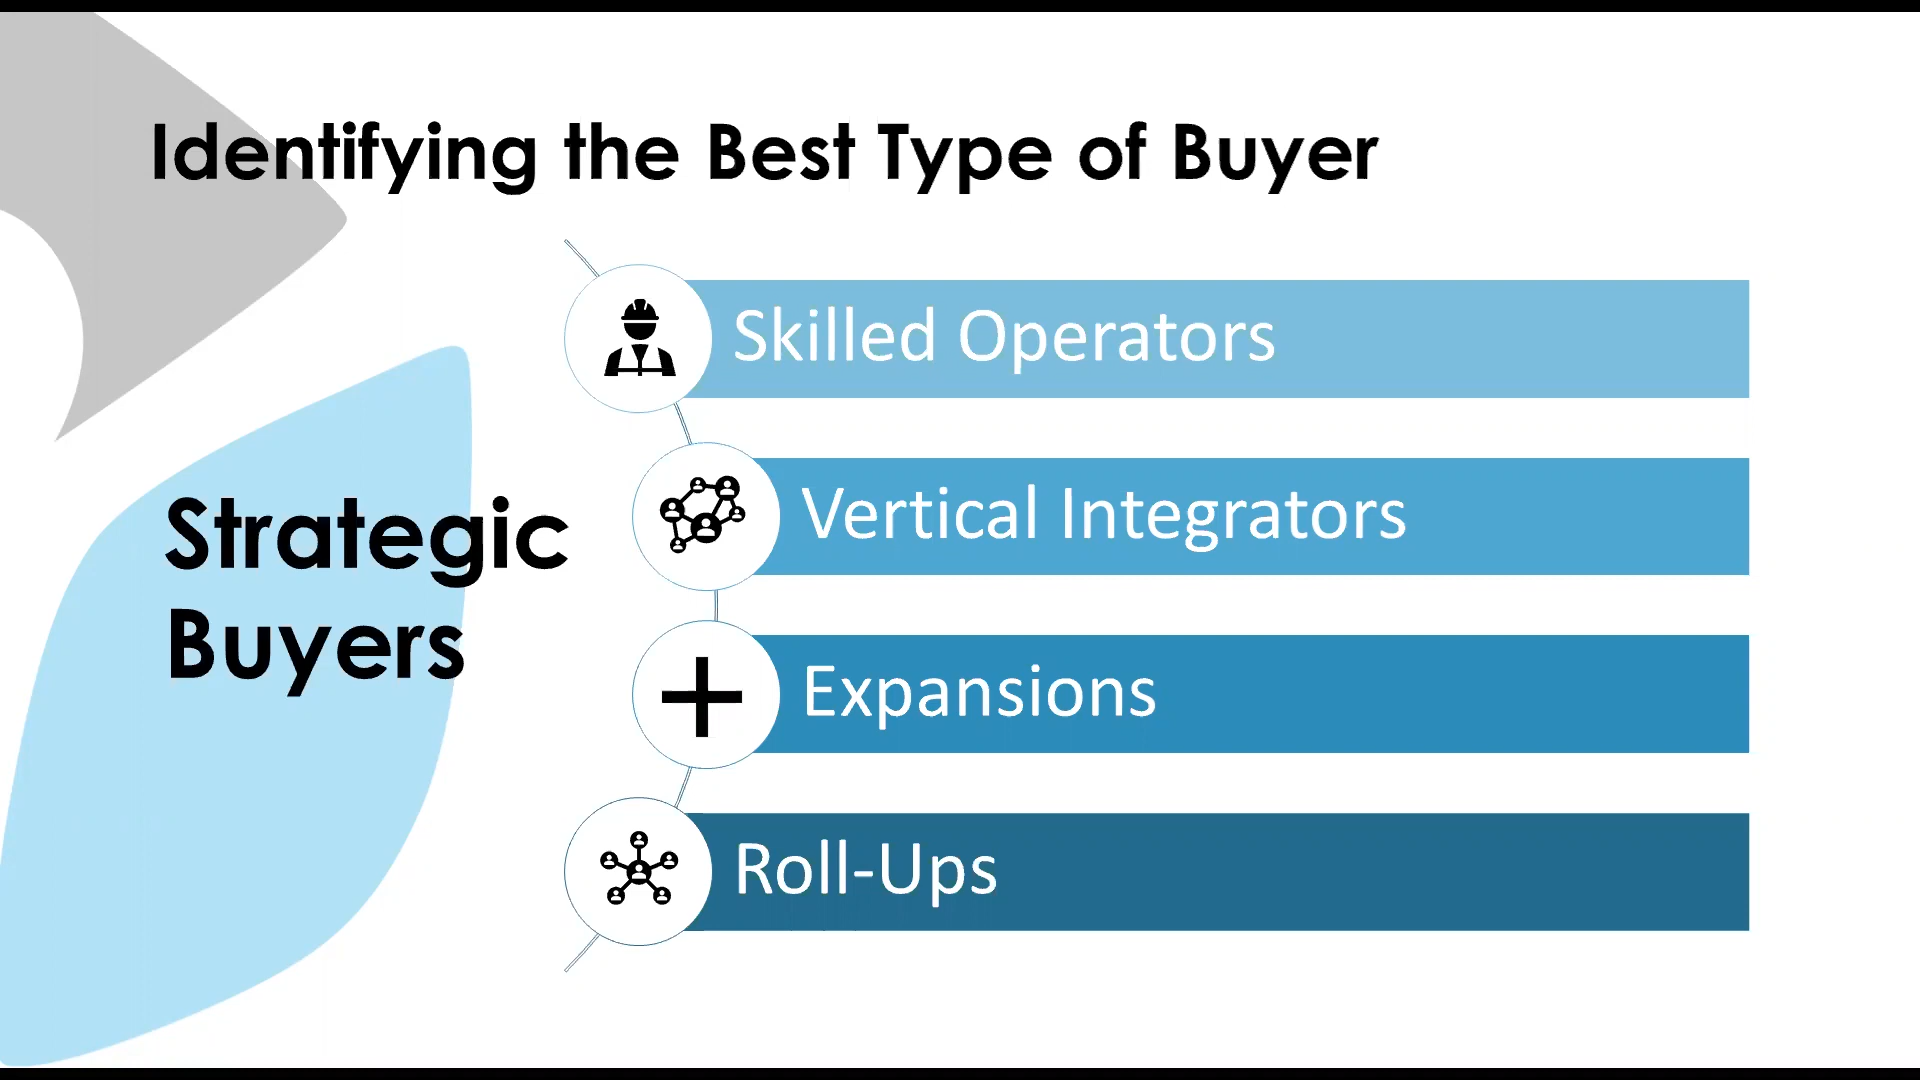 Identifying the Best Type of Buyer
Strategic
Buyers
Skilled Operators
Vertical Integrators
Expansions
Roll-Ups